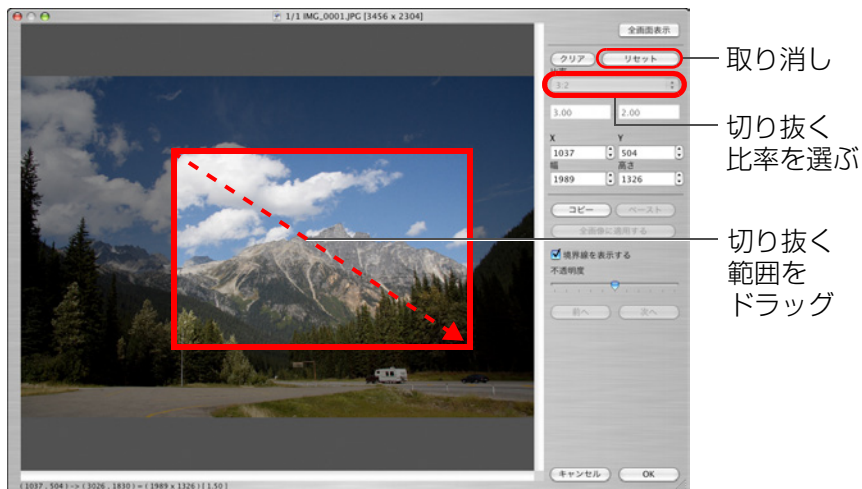 1/1 IMG_0001.JPG [3456 x 2304]
全画面表示
クリア
リセット
比率
3:2
3.00
2.00
X
Y
1037
504
幅
高さ
1989
1326
コピー
ペースト
全画像に適用する
境界線を表示する
不透明度
前へ
次へ
キャンセル
OK
(1037 , 504 ) -> ( 3026 , 1830 ) = ( 1989 x 1326 ) [ 1.50 ]
取り消し
切り抜く
比率を選ぶ
切り抜く
範囲を
ドラッグ